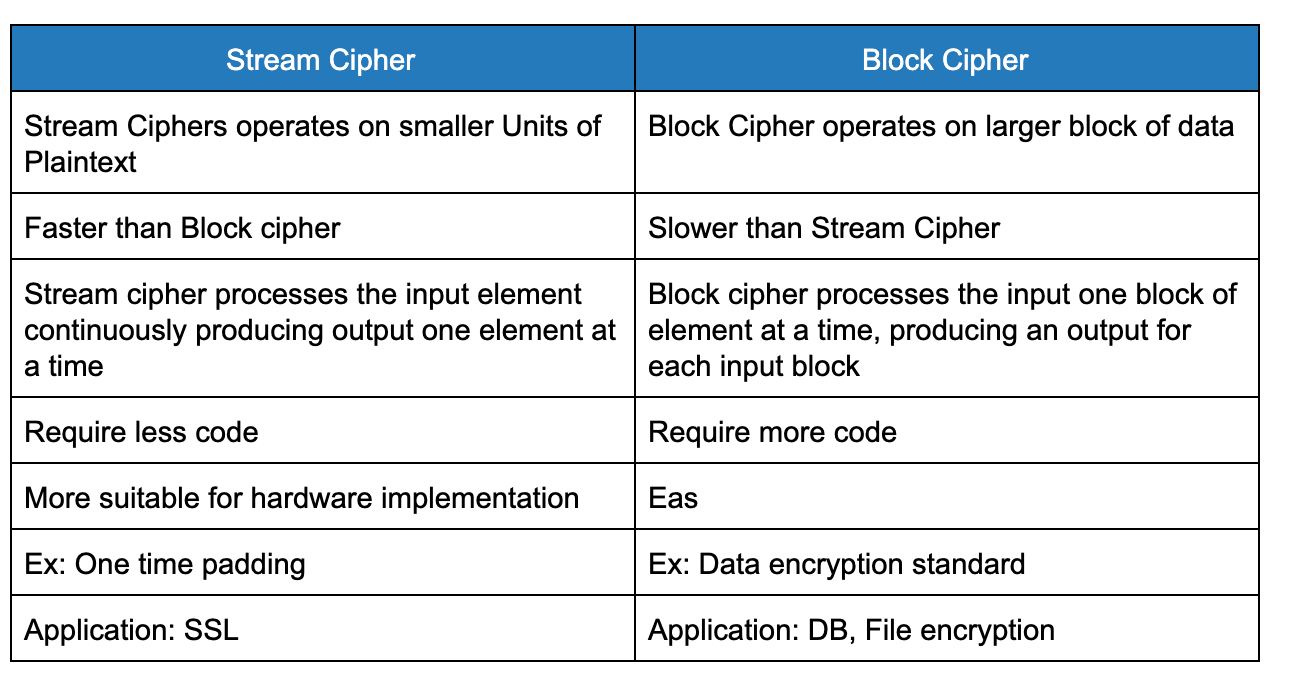 Stream Cipher
Block Cipher
Stream Ciphers operates on smaller Units of
Plaintext
Block Cipher operates on larger block of data
Faster than Block cipher
Slower than Stream Cipher
Stream cipher processes the input element
continuously producing output one element at
a time
Block cipher processes the input one block of
element at a time, producing an output for
each input block
Require less code
Require more code
More suitable for hardware implementation
Eas
Ex: One time padding
Ex: Data encryption standard
Application: SSL
Application: DB, File encryption